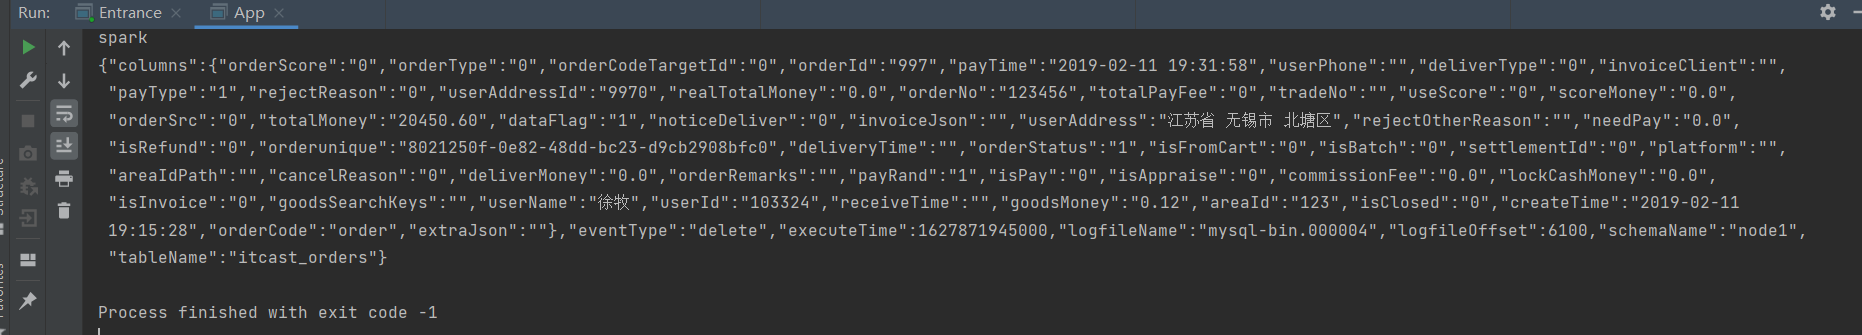 Run: Entrance × App ×
spark
{"columns":{"orderScore":"0","orderType":"0","orderCodeTargetId":"0","orderId":"997","payTime":"2019-02-11 19:31:58","userPhone":"","deliverType":"0","invoiceClient":"",
"payType":"1","rejectReason":"0","userAddressId":"9970","realTotalMoney":"0.0","orderNo":"123456","totalPayFee":"0","tradeNo":"","useScore":"0","scoreMoney":"0.0",
"orderSrc":"0","totalMoney":"20450.60","dataFlag":"1","noticeDeliver":"0","invoiceJson":"","userAddress":"江苏省 无锡市 北塘区","rejectOtherReason":"","needPay":"0.0",
"isRefund":"0","orderunique":"8021250f-0e82-48dd-bc23-d9cb2908bfc0","deliveryTime":"","orderStatus":"1","isFromCart":"0","isBatch":"0","settlementId":"0","platform":"",
"areaIdPath":"","cancelReason":"0","deliverMoney":"0.0","orderRemarks":"","payRand":"1","isPay":"0","isAppraise":"0","commissionFee":"0.0","lockCashMoney":"0.0",
"isInvoice":"0","goodsSearchKeys":"","userName":"徐牧","userId":"103324","receiveTime":"","goodsMoney":"0.12","areaId":"123","isClosed":"0","createTime":"2019-02-11
19:15:28","orderCode":"order","extraJson":""},"eventType":"delete","executeTime":1627871945000,"logfileName":"mysql-bin.000004","logfileOffset":6100,"schemaName":"node1",
"tableName":"itcast_orders"}
Process finished with exit code -1